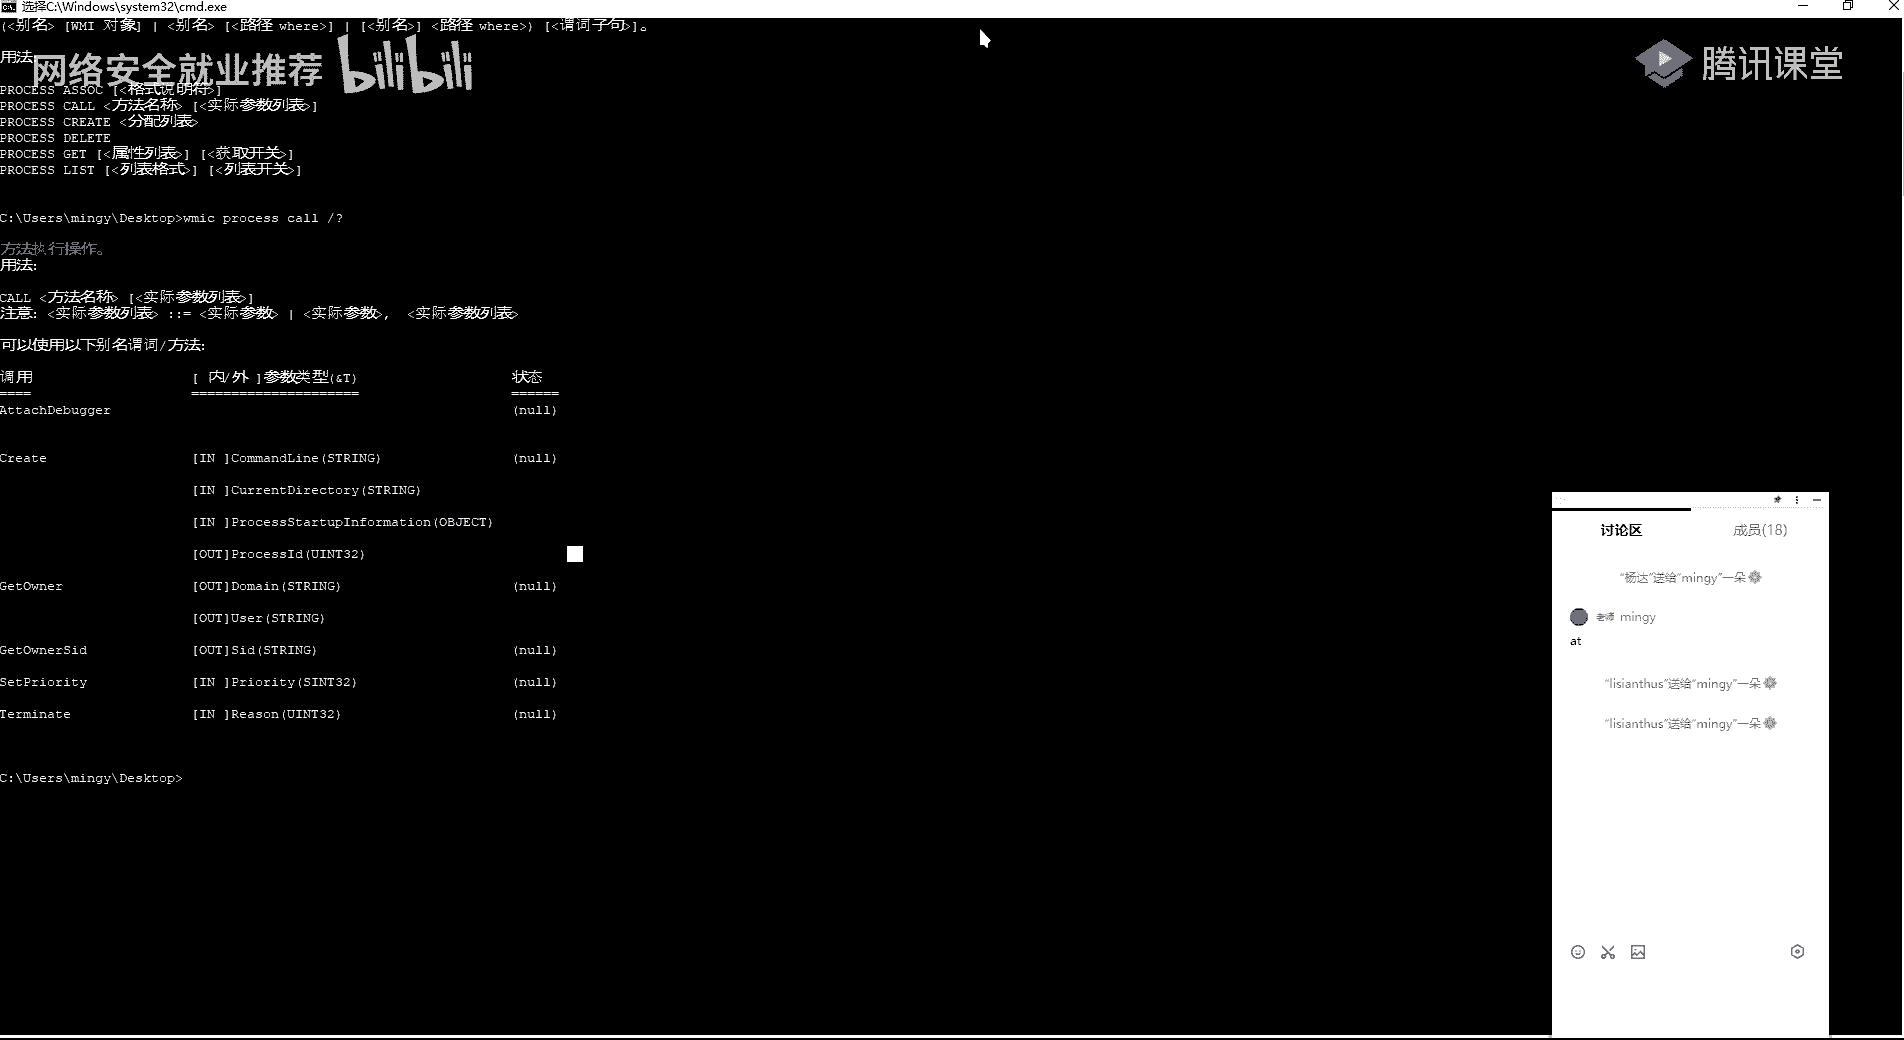 选择C:\Windows\system32\cmd.exe
(<别名> [WMI 对象] | <别名> [<路径 where>] | [<别名>] <路径 where>) [<谓词子句>]。
用法:
网络安全就业推荐 bilibili
腾讯课堂
PROCESS ASSOC [<格式说明符>]
PROCESS CALL <方法名称> [<实际参数列表>]
PROCESS CREATE <分配列表>
PROCESS DELETE
PROCESS GET [<属性列表>] [<获取开关>]
PROCESS LIST [<列表格式>] [<列表开关>]
C:\Users\mingy\Desktop>wmic process call /?
方法执行操作。
用法:
CALL <方法名称> [<实际参数列表>]
注意: <实际参数列表> ::= <实际参数> | <实际参数>, <实际参数列表>
可以使用以下别名谓词/方法:
调用 [ 内/外 ]参数类型(&T) 状态
==== ===================== ======
AttachDebugger (null)
Create [IN ]CommandLine(STRING) (null)
[IN ]CurrentDirectory(STRING)
[IN ]ProcessStartupInformation(OBJECT)
[OUT]ProcessId(UINT32)
GetOwner [OUT]Domain(STRING) (null)
[OUT]User(STRING)
GetOwnerSid [OUT]Sid(STRING) (null)
SetPriority [IN ]Priority(SINT32) (null)
Terminate [IN ]Reason(UINT32) (null)
C:\Users\mingy\Desktop>
讨论区 成员(18)
"杨达"送给"mingy"一朵
老师 mingy
at
"lisianthus"送给"mingy"一朵
"lisianthus"送给"mingy"一朵